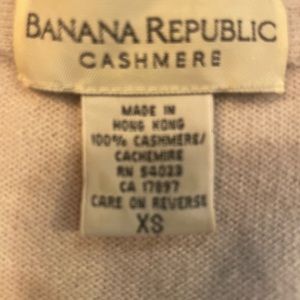 BANANA REPUBLIC
CASHMERE
MADE IN
HONG KONG
100% CASHMERE/
CACHEMIRE
RN 54023
CA 17897
CARE ON REVERSE
XS